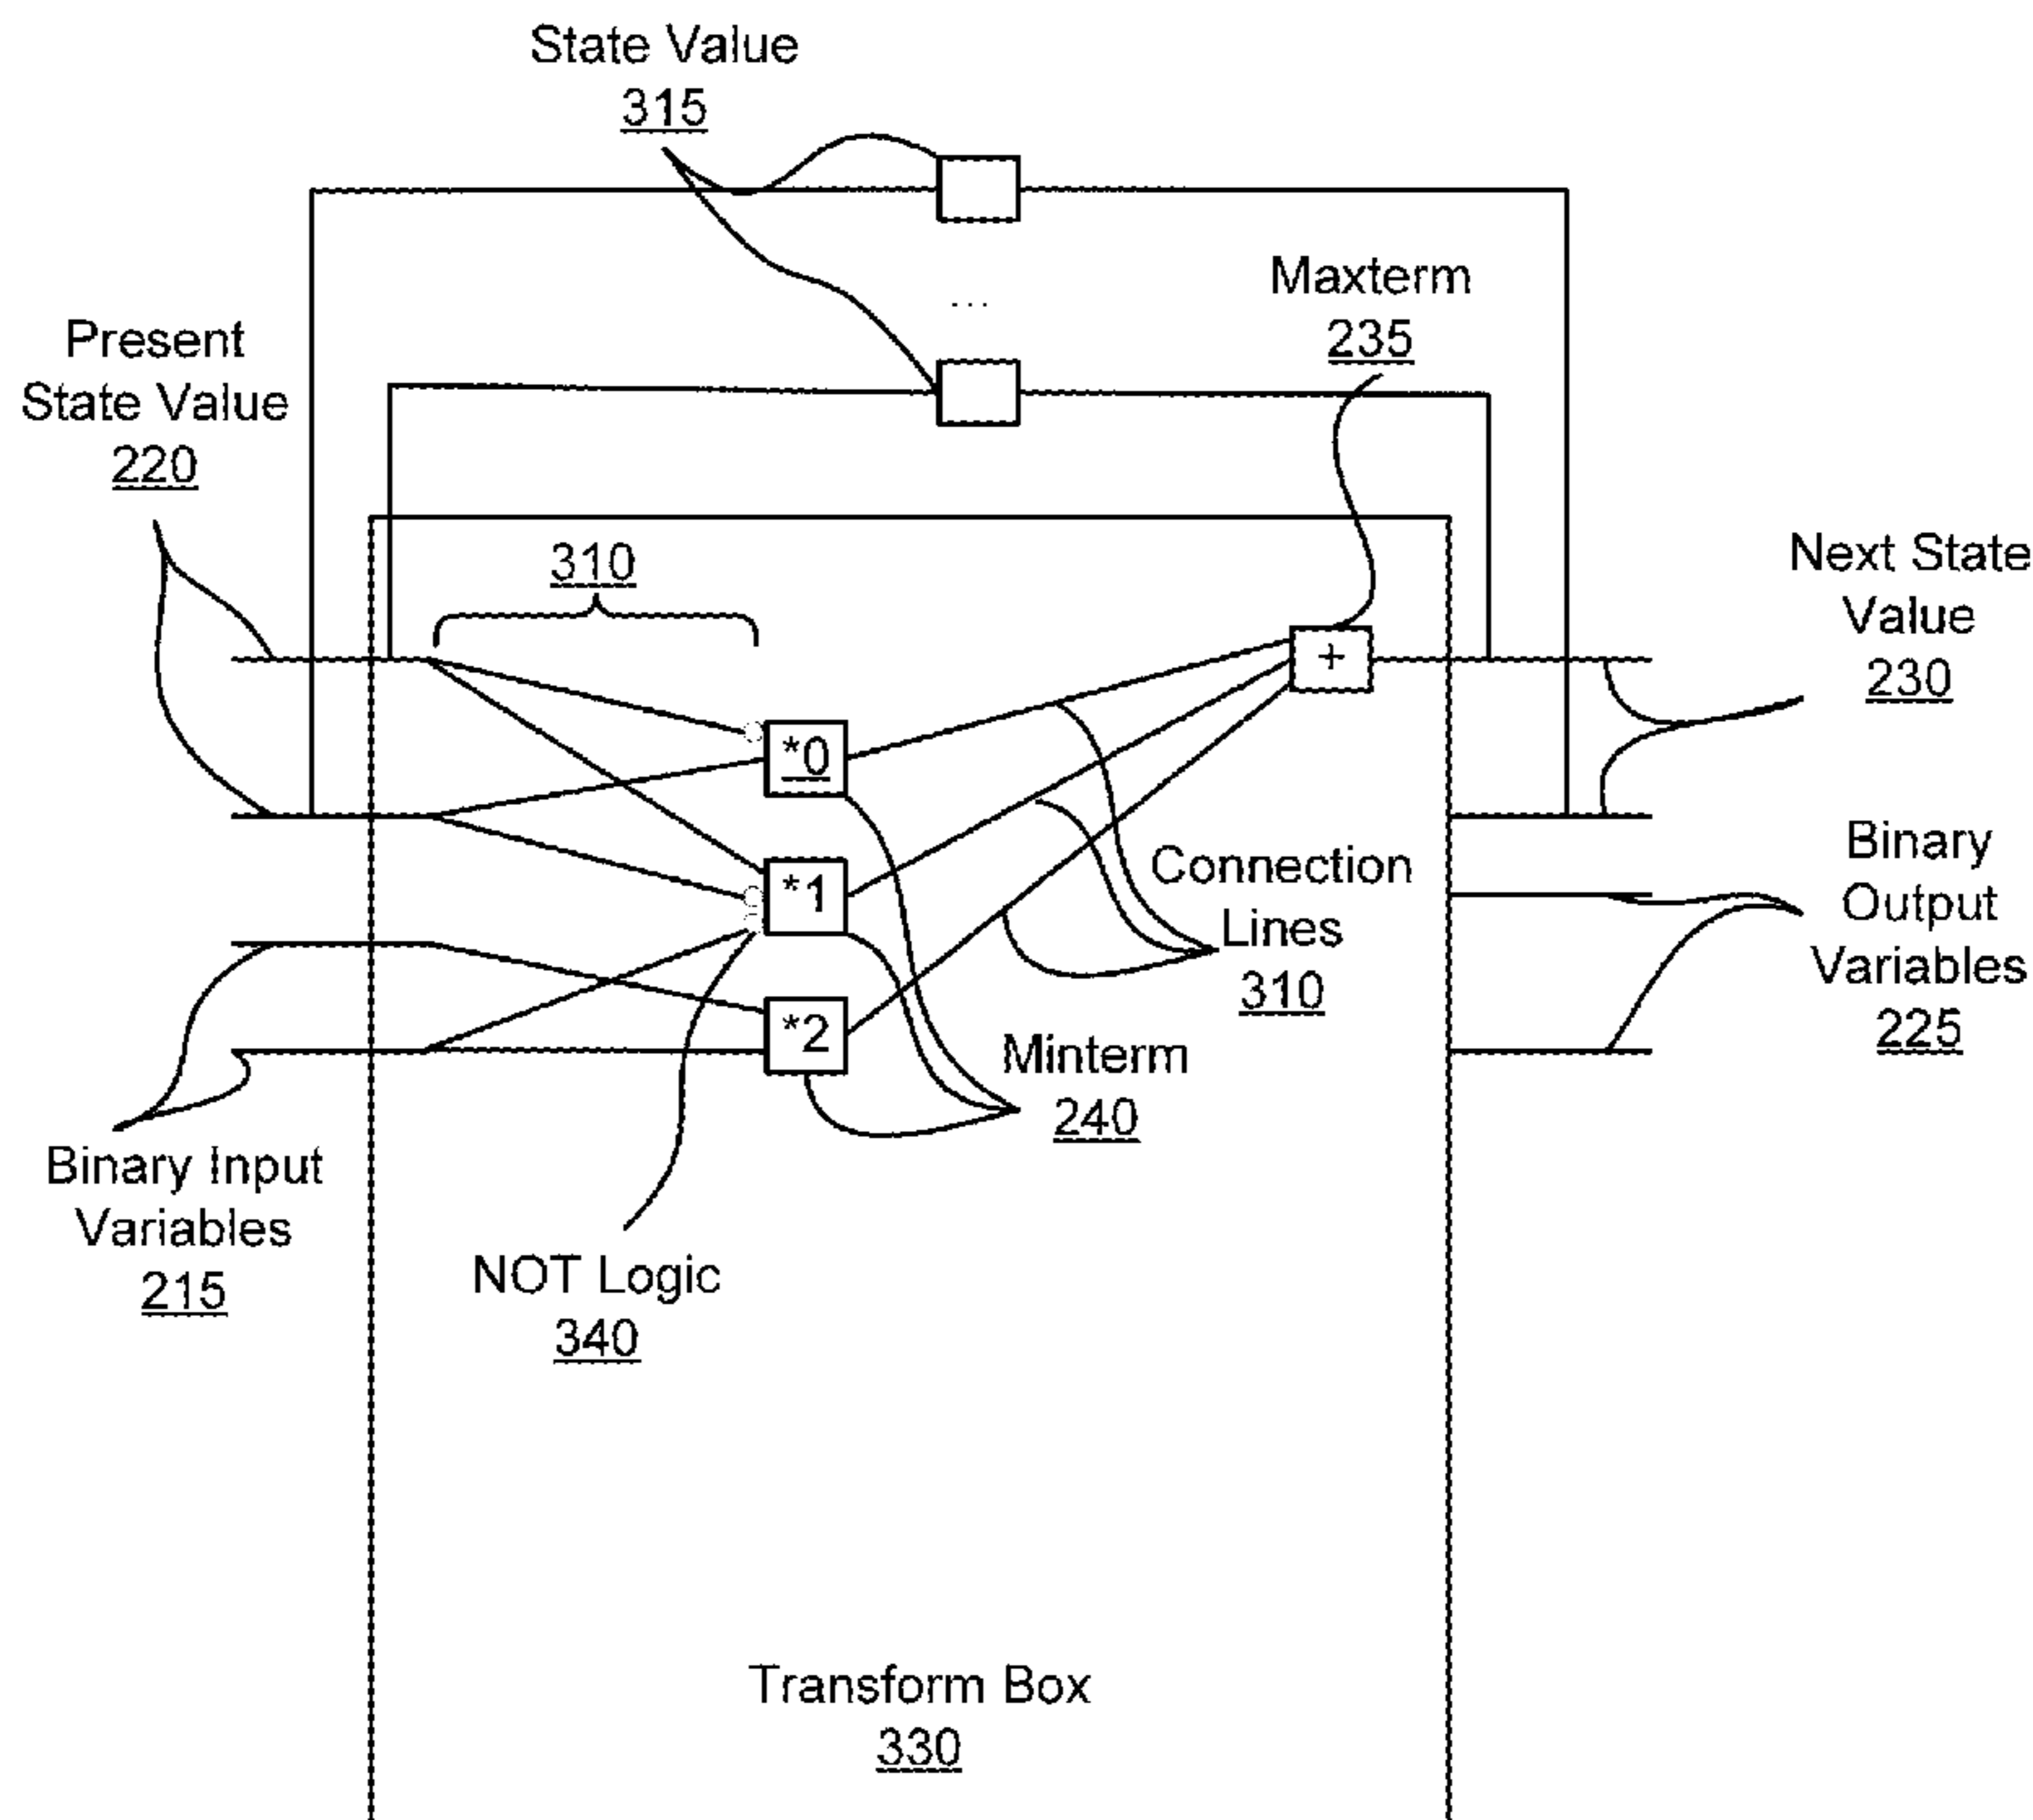 State Value
315
Maxterm
235
Present
State Value
220
...
310
Next State
Value
230
+
*0
*1
*2
Connection
Lines
310
Binary
Output
Variables
225
Minterm
240
Binary Input
Variables
215
NOT Logic
340
Transform Box
330